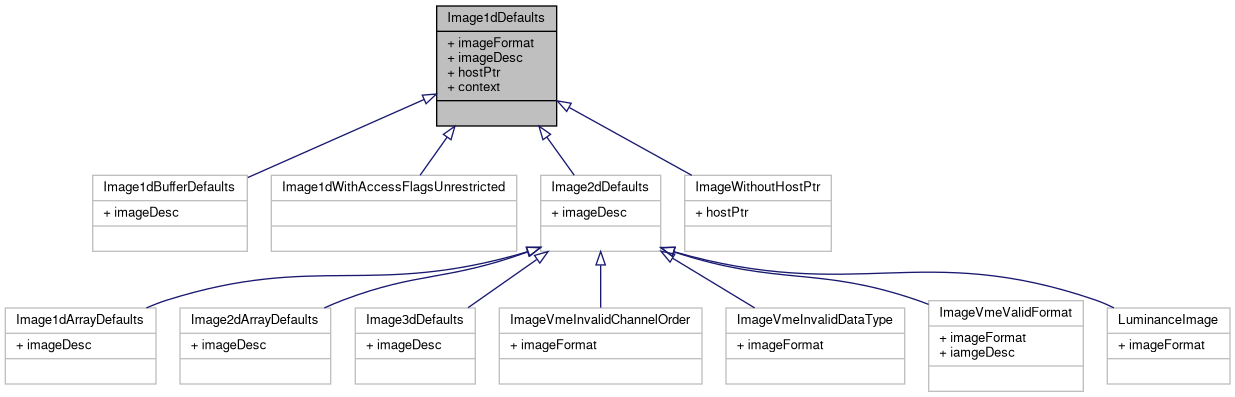 Image1dDefaults
+ imageFormat
+ imageDesc
+ hostPtr
+ context
Image1dBufferDefaults
+ imageDesc
Image1dWithAccessFlagsUnrestricted
Image2dDefaults
+ imageDesc
ImageWithoutHostPtr
+ hostPtr
Image1dArrayDefaults
+ imageDesc
Image2dArrayDefaults
+ imageDesc
Image3dDefaults
+ imageDesc
ImageVmeInvalidChannelOrder
+ imageFormat
ImageVmeInvalidDataType
+ imageFormat
ImageVmeValidFormat
+ imageFormat
+ iamgeDesc
LuminanceImage
+ imageFormat